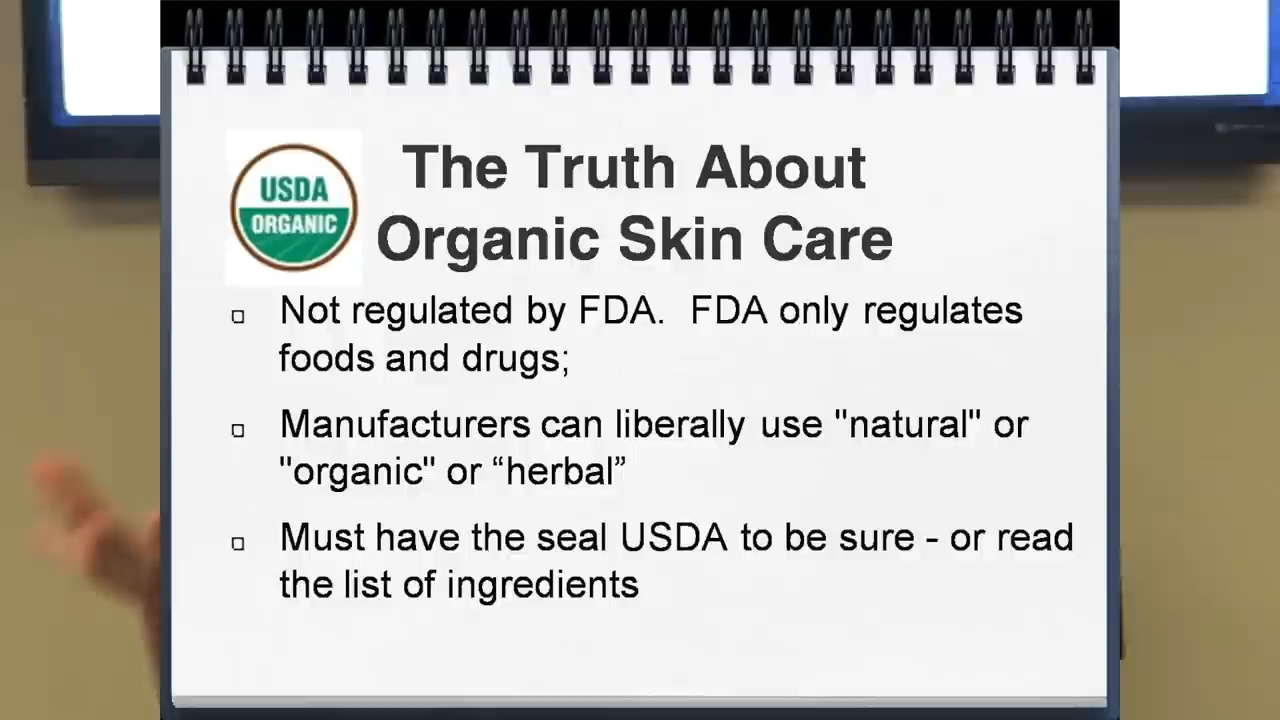 USDA
ORGANIC
The Truth About
Organic Skin Care
Not regulated by FDA.  FDA only regulates
foods and drugs;
Manufacturers can liberally use "natural" or
"organic" or “herbal”
Must have the seal USDA to be sure - or read
the list of ingredients